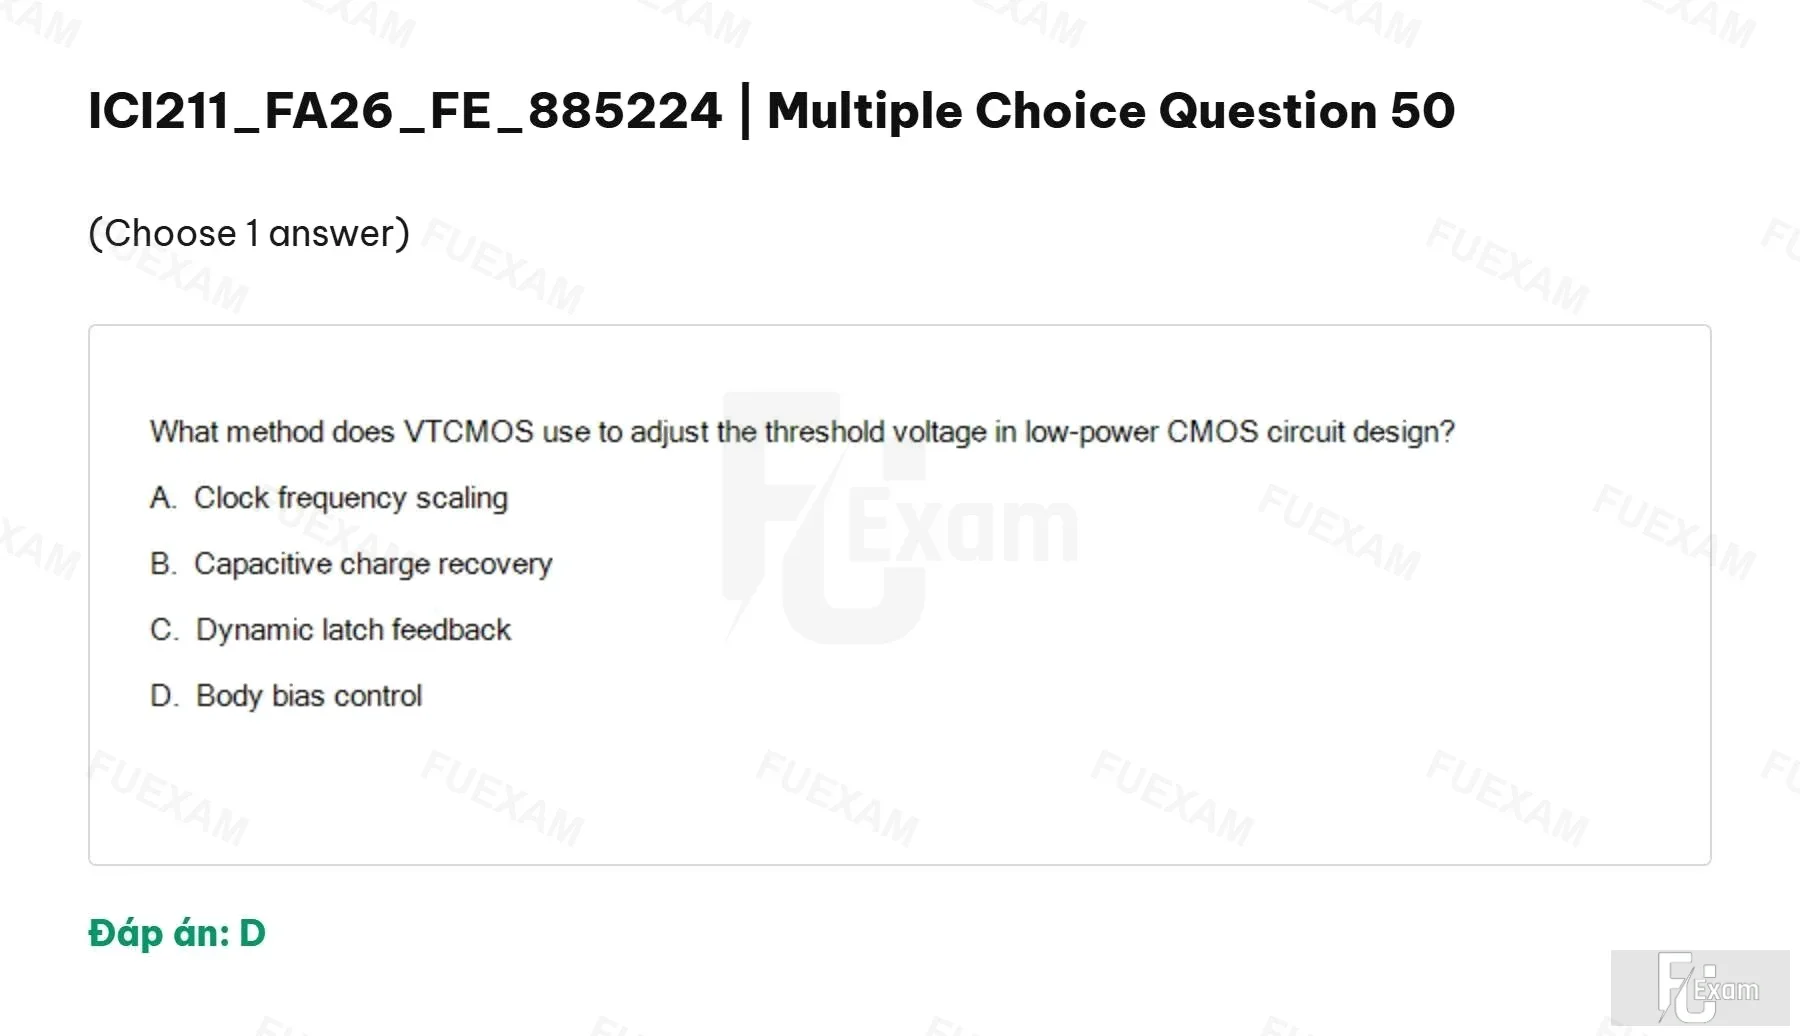 ICI211_FA26_FE_885224 | Multiple Choice Question 50
(Choose 1 answer)
What method does VTCMOS use to adjust the threshold voltage in low-power CMOS circuit design?
A. Clock frequency scaling
B. Capacitive charge recovery
C. Dynamic latch feedback
D. Body bias control
Đáp án: D
FU Exam